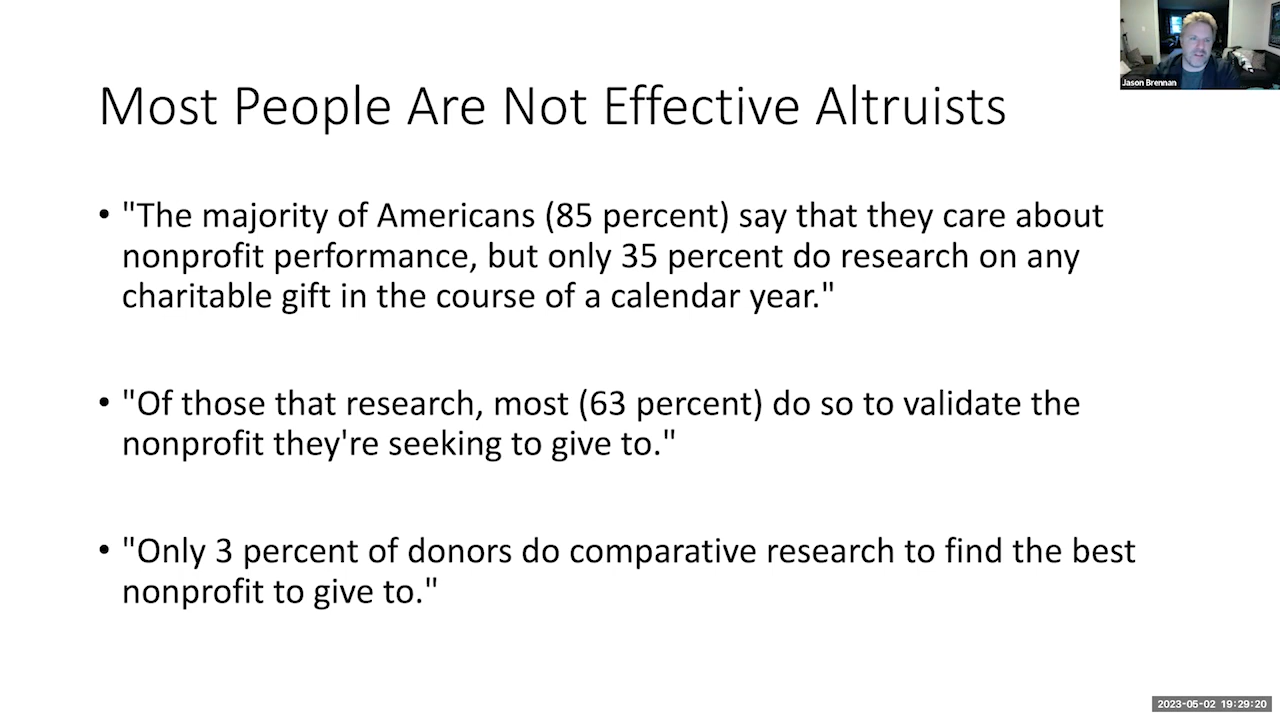 Jason Brennan
Most People Are Not Effective Altruists
• "The majority of Americans (85 percent) say that they care about
nonprofit performance, but only 35 percent do research on any
charitable gift in the course of a calendar year."
• "Of those that research, most (63 percent) do so to validate the
nonprofit they're seeking to give to."
• "Only 3 percent of donors do comparative research to find the best
nonprofit to give to."
2023-05-02 19:29:20